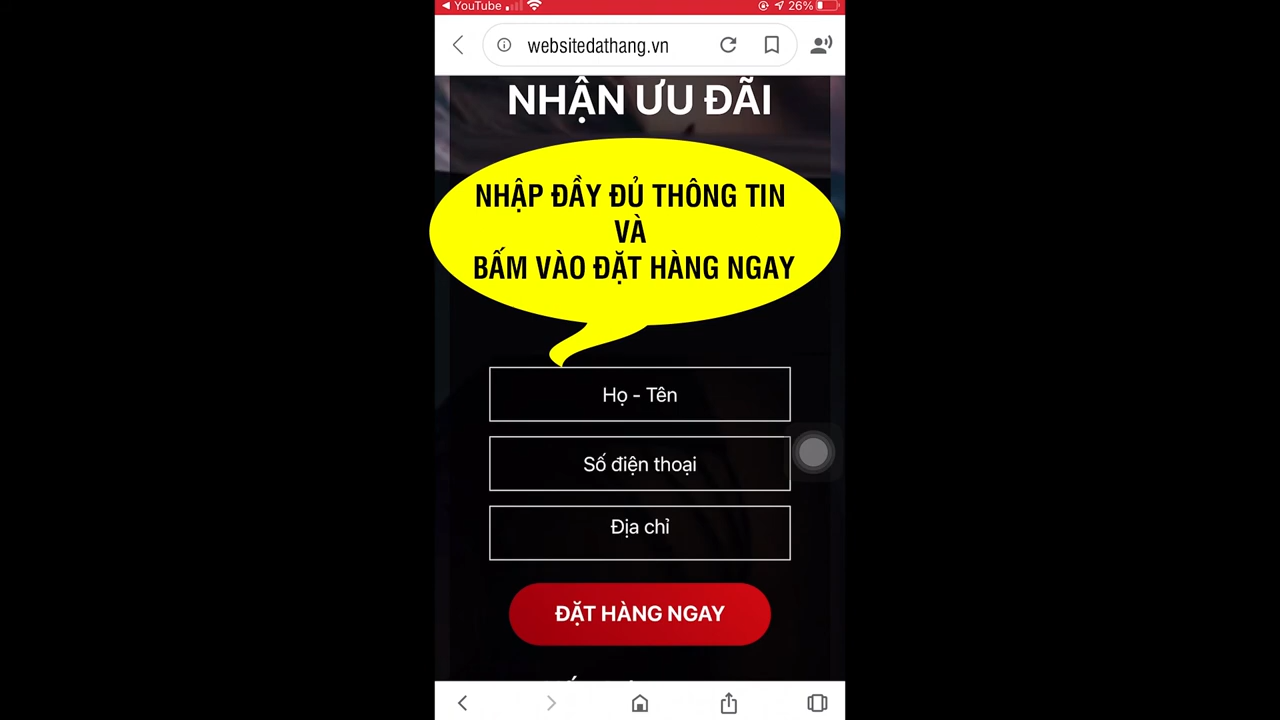 YouTube
26%
websitedathang.vn
NHẬN ƯU ĐÃI
NHẬP ĐẦY ĐỦ THÔNG TIN
VÀ
BẤM VÀO ĐẶT HÀNG NGAY
Họ - Tên
Số điện thoại
Địa chỉ
ĐẶT HÀNG NGAY